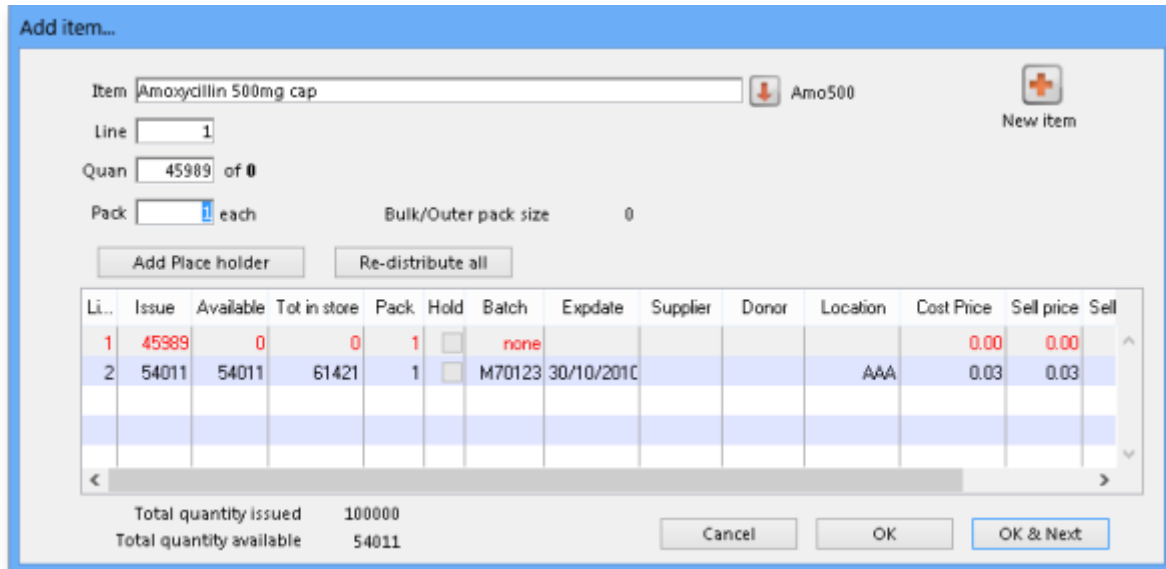 Add item...
Item Amoxycillin 500mg cap Amo500
New item
Line 1
Quan 45989 of 0
Pack 1 each Bulk/Outer pack size 0
Add Place holder Re-distribute all
Li... Issue Available Tot in store Pack Hold Batch Expdate Supplier Donor Location Cost Price Sell price Sell
1 45989 0 0 1 none 0.00 0.00
2 54011 54011 61421 1 M70123 30/10/2010 AAA 0.03 0.03
Total quantity issued 100000
Total quantity available 54011
Cancel OK OK & Next